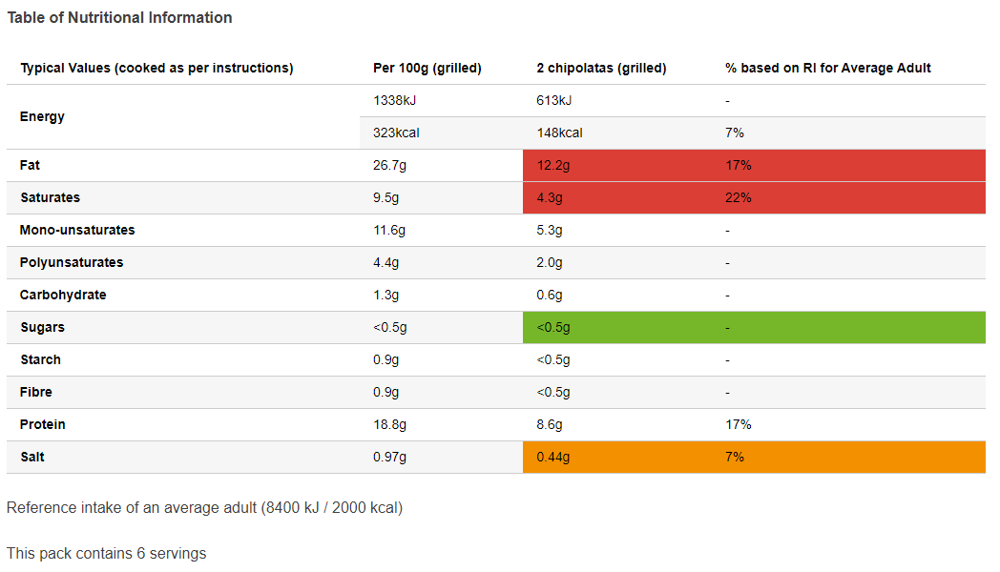 Table of Nutritional Information
Typical Values (cooked as per instructions) Per 100g (grilled) 2 chipolatas (grilled) % based on RI for Average Adult
Energy 1338kJ 613kJ -
323kcal 148kcal 7%
Fat 26.7g 12.2g 17%
Saturates 9.5g 4.3g 22%
Mono-unsaturates 11.6g 5.3g -
Polyunsaturates 4.4g 2.0g -
Carbohydrate 1.3g 0.6g -
Sugars <0.5g <0.5g -
Starch 0.9g <0.5g -
Fibre 0.9g <0.5g -
Protein 18.8g 8.6g 17%
Salt 0.97g 0.44g 7%
Reference intake of an average adult (8400 kJ / 2000 kcal)
This pack contains 6 servings